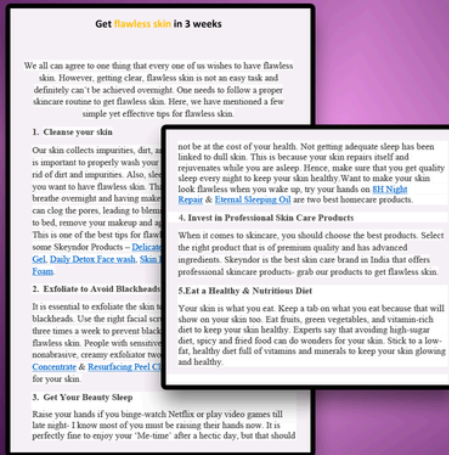 Get flawless skin in 3 weeks
We all can agree to one thing that every one of us wishes to have flawless
skin. However, getting clear, flawless skin is not an easy task and
definitely can't be achieved overnight. One needs to follow a proper
skincare routine to get flawless skin. Here, we have mentioned a few
simple yet effective tips for flawless skin.
1. Cleanse your skin
Our skin collects impurities, dirt,
is important to properly wash your
rid of dirt and impurities. Also,
you want to have flawless skin.
breathe overnight and having make
can clog the pores, leading to
to bed, remove your makeup and
This is one of the best tips for
some Skeyndor Products –
Gel, Daily Detox Face wash, Skin
Foam.
2. Exfoliate to Avoid Blackheads
It is essential to exfoliate the skin
blackheads. Use the right facial
three times a week to prevent
flawless skin. People with sensitive
nonabrasive, creamy exfoliator
Concentrate & Resurfacing Peel
for your skin.
3. Get Your Beauty Sleep
Raise your hands if you binge-watch Netflix or play video games till
late night- I know most of you must be raising their hands now. It is
perfectly fine to enjoy your 'Me-time' after a hectic day, but that should
not be at the cost of your health. Not getting adequate sleep has been
linked to dull skin. This is because your skin repairs itself and
rejuvenates while you are asleep. Hence, make sure that you get quality
sleep every night to keep your skin healthy. Want to make your skin
look flawless when you wake up, try your hands on 8H Night
Repair & Eternal Sleeping Oil are two best homecare products.
4. Invest in Professional Skin Care Products
When it comes to skincare, you should choose the best products. Select
the right product that is of premium quality and has advanced
ingredients. Skeyndor is the best skin care brand in India that offers
professional skincare products- grab our products to get flawless skin.
5.Eat a Healthy & Nutritious Diet
Your skin is what you eat. Keep a tab on what you eat because that will
show on your skin too. Eat fruits, green vegetables, and vitamin-rich
diet to keep your skin healthy. Experts say that avoiding high-sugar
diet, spicy and fried food can do wonders for your skin. Stick to a low-
fat, healthy diet full of vitamins and minerals to keep your skin glowing
and healthy.